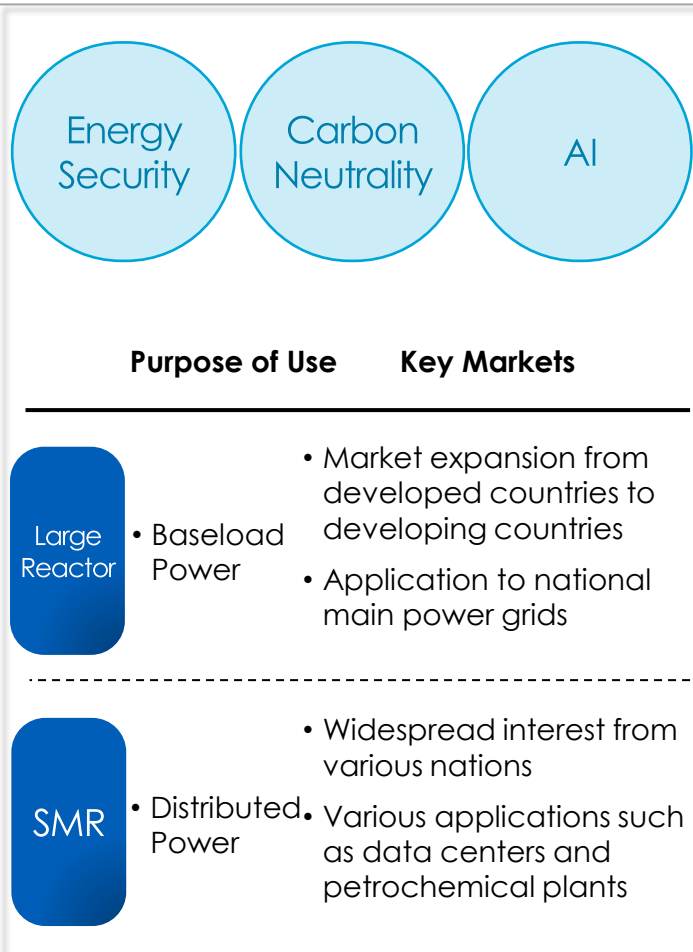 Energy
Security
Carbon
Neutrality
AI
Purpose of Use
Key Markets
Large
Reactor
• Baseload
Power
• Market expansion from
developed countries to
developing countries
• Application to national
main power grids
SMR
• Distributed
Power
• Widespread interest from
various nations
• Various applications such
as data centers and
petrochemical plants